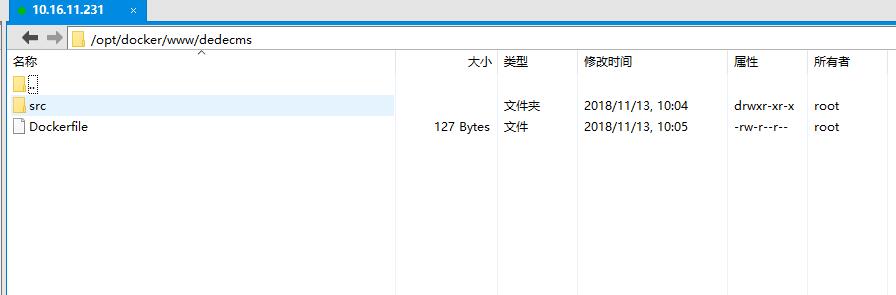 10.16.11.231 ×
/opt/docker/www/dedecms
名称 大小 类型 修改时间 属性 所有者
..
src 文件夹 2018/11/13, 10:04 drwxr-xr-x root
Dockerfile 127 Bytes 文件 2018/11/13, 10:05 -rw-r--r-- root